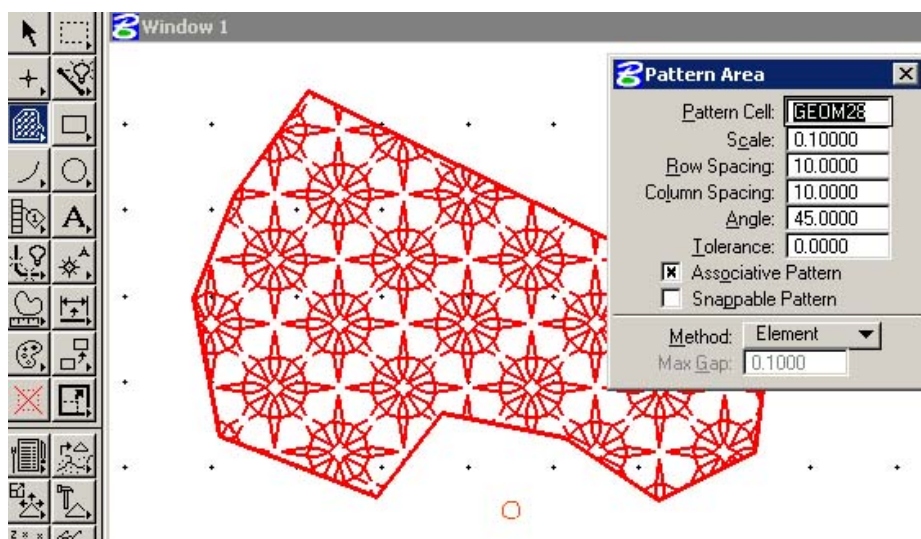 Window 1
Pattern Area
Pattern Cell: GEOM28
Scale: 0.10000
Row Spacing: 10.0000
Column Spacing: 10.0000
Angle: 45.0000
Tolerance: 0.0000
Associative Pattern
Snappable Pattern
Method: Element
Max Gap: 0.1000
A